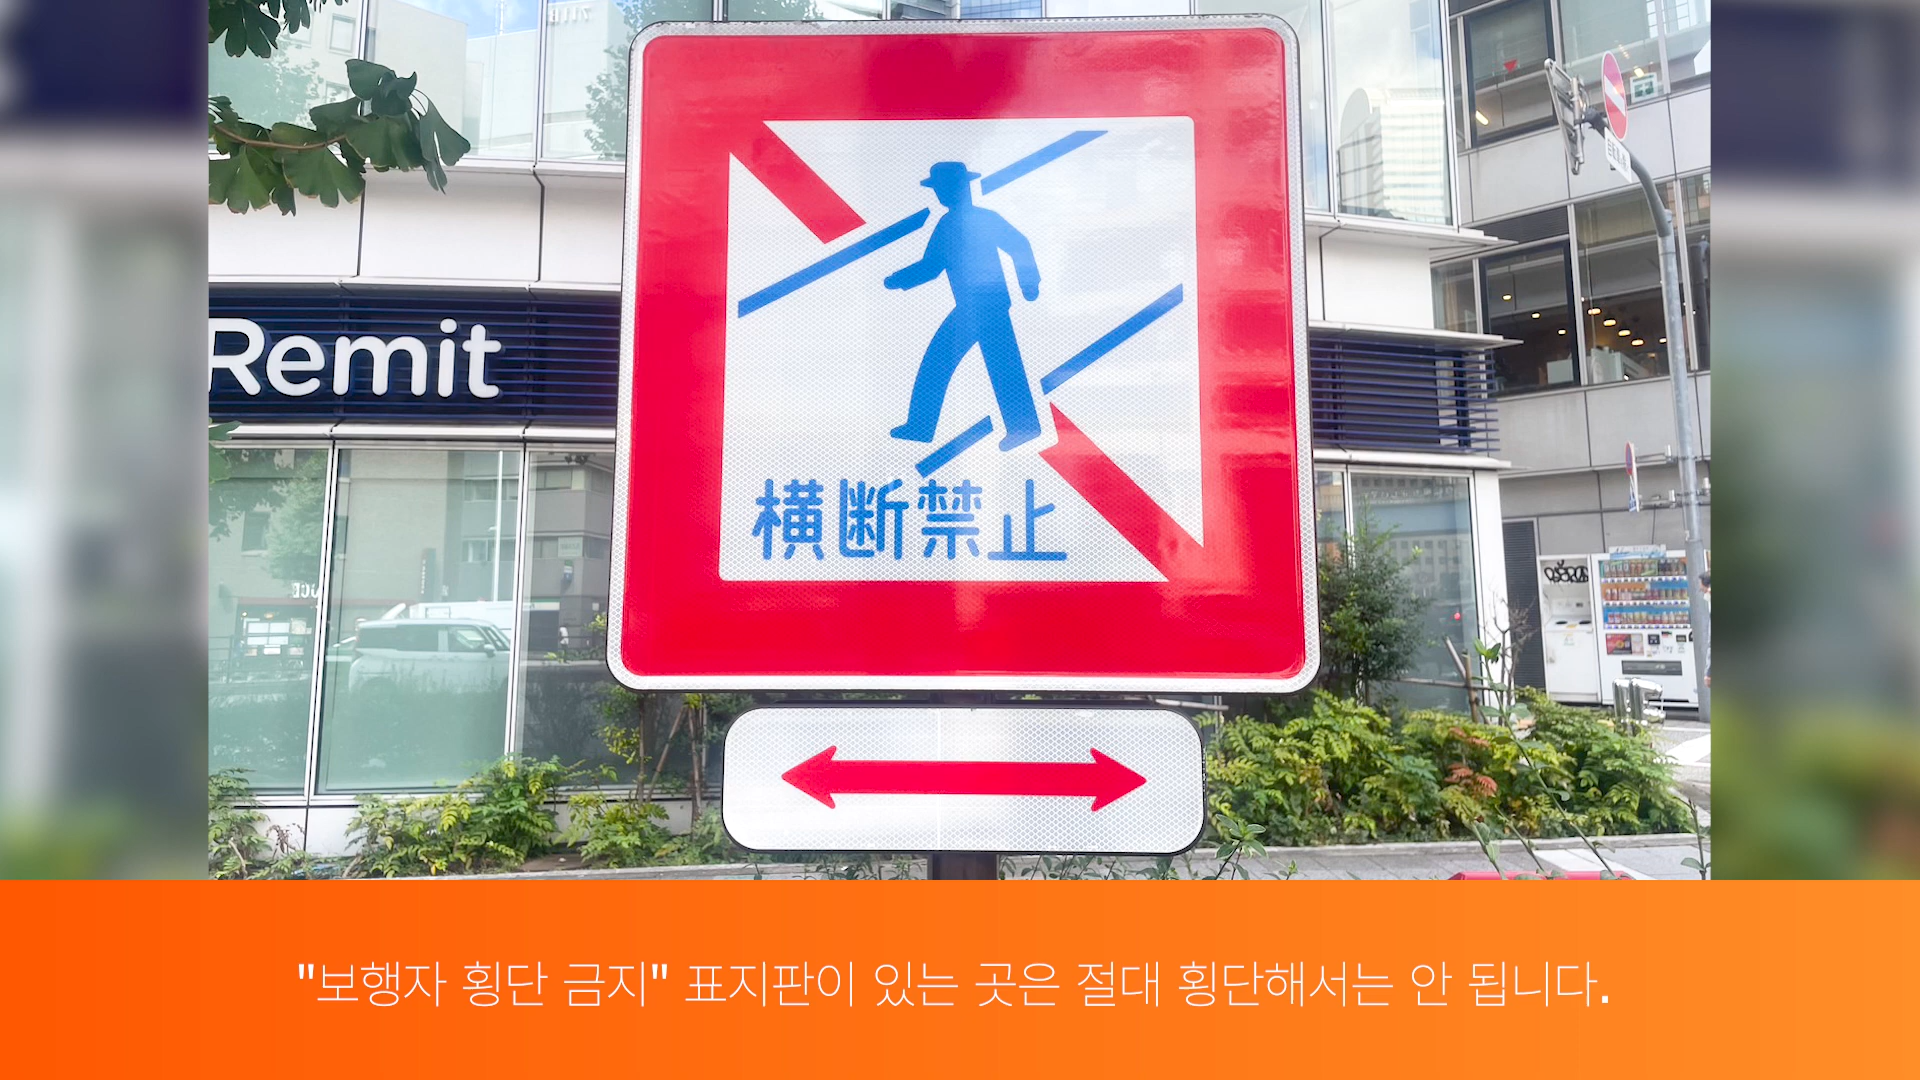 Remit
横断禁止
"보행자 횡단 금지" 표지판이 있는 곳은 절대 횡단해서는 안 됩니다.